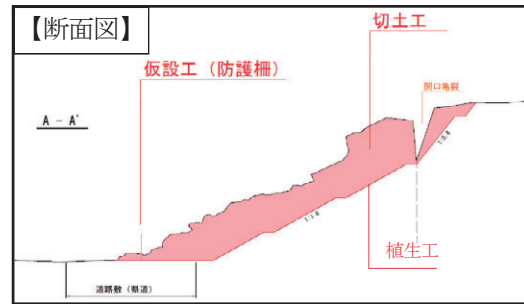 【断面図】
切土工
仮設工（防護柵）
開口亀裂
A - A'
1:0.8
1:1.8
植生工
道路敷（県道）